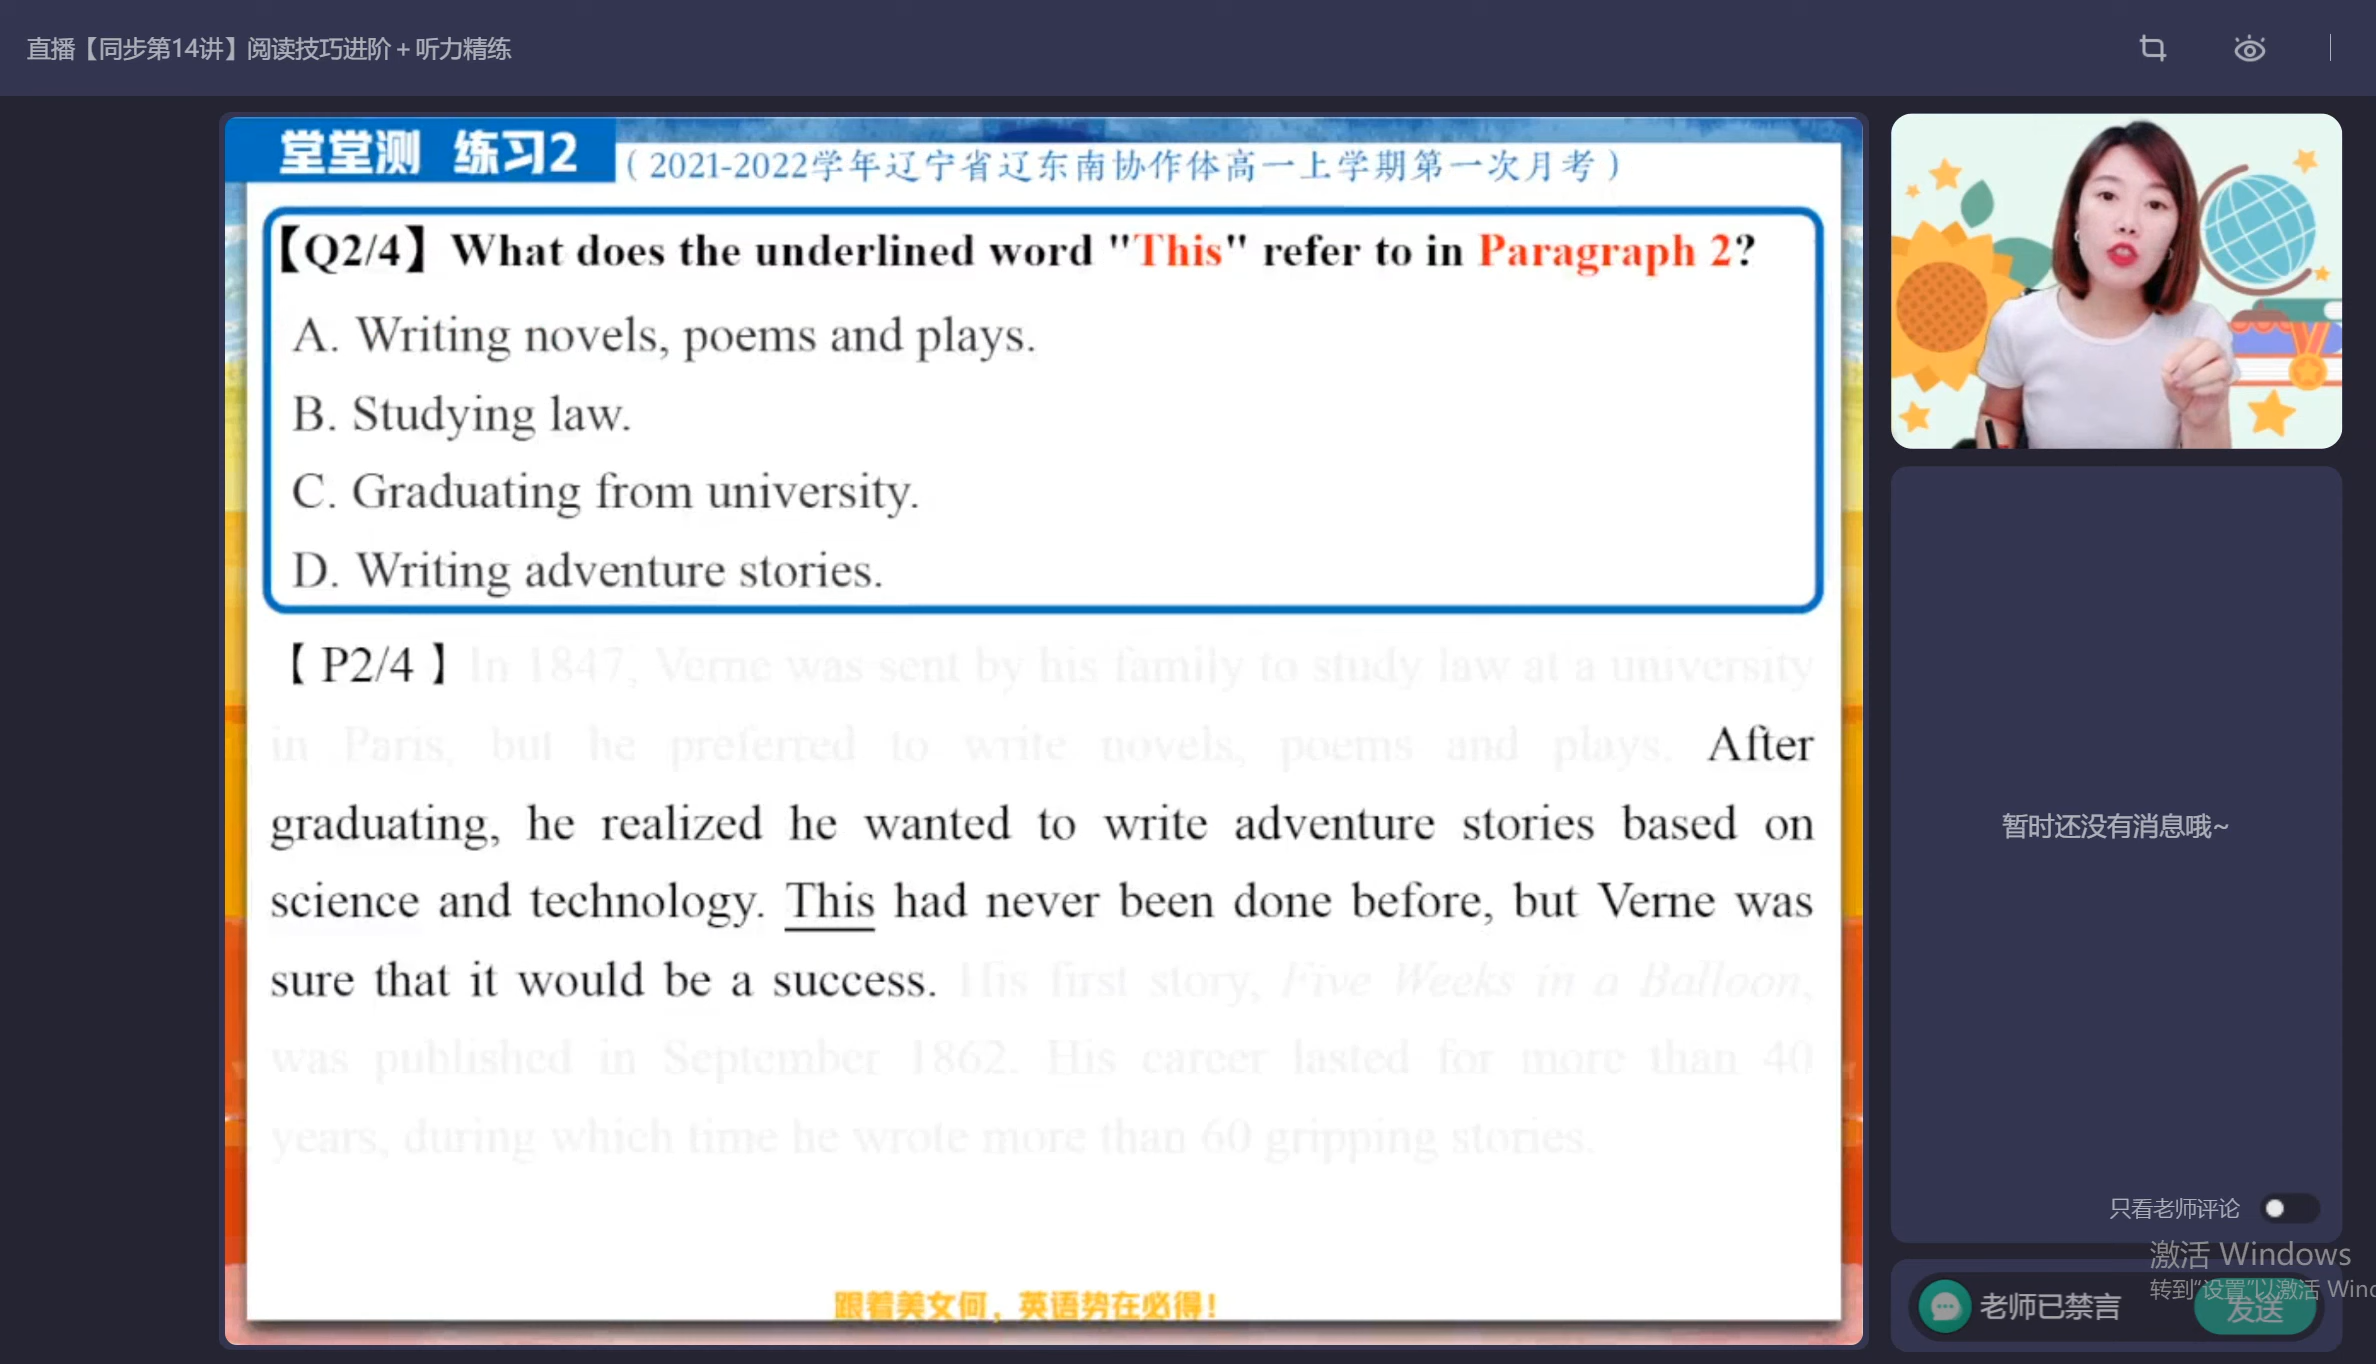 直播【同步第14讲】阅读技巧进阶+听力精练
堂堂测 练习2
(2021-2022学年辽宁省辽东南协作体高一上学期第一次月考)
【Q2/4】What does the underlined word "This" refer to in Paragraph 2?
A. Writing novels, poems and plays.
B. Studying law.
C. Graduating from university.
D. Writing adventure stories.
【 P2/4 】 In 1847, Verne was sent by his family to study law at a university
in Paris, but he preferred to write novels, poems and plays. After
graduating, he realized he wanted to write adventure stories based on
science and technology. This had never been done before, but Verne was
sure that it would be a success. His first story, Five Weeks in a Balloon,
was published in September 1862. His career lasted for more than 40
years, during which time he wrote more than 60 gripping stories.
跟着美女何，英语势在必得!
暂时还没有消息哦~
只看老师评论
激活 Windows
转到"设置"以激活 Winc
老师已禁言
发送